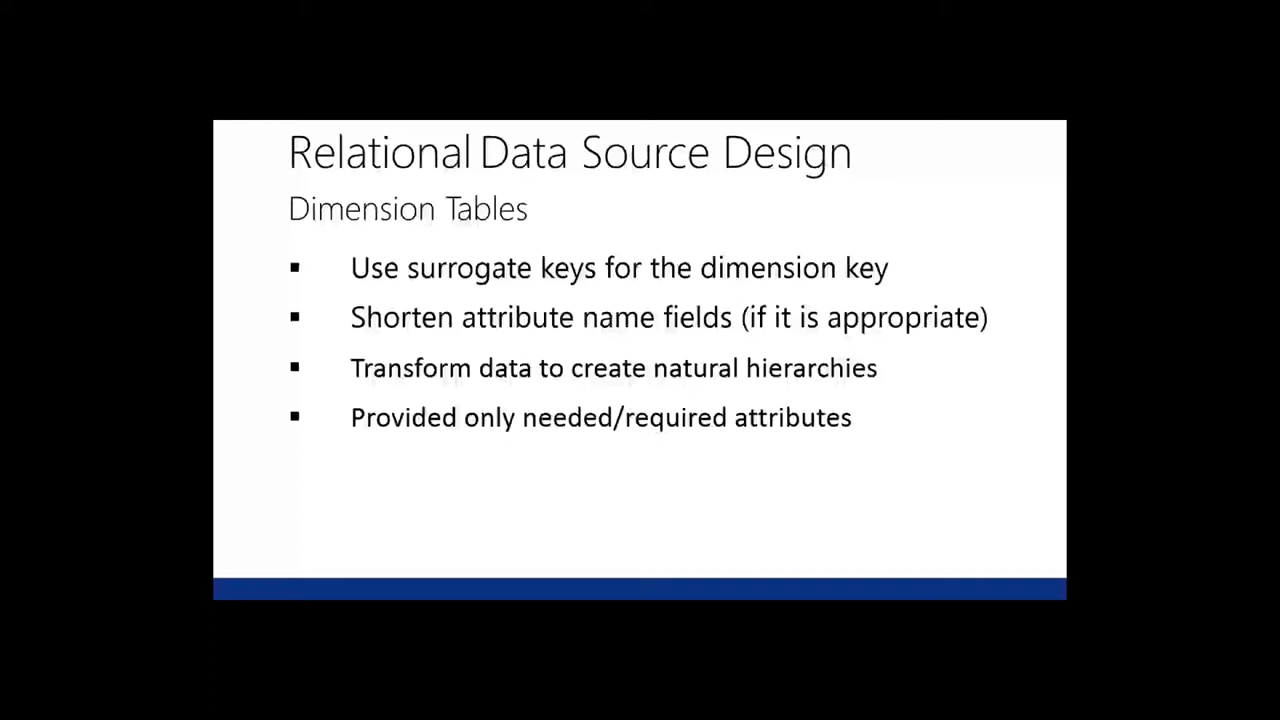 Relational Data Source Design
Dimension Tables
▪ Use surrogate keys for the dimension key
▪ Shorten attribute name fields (if it is appropriate)
▪ Transform data to create natural hierarchies
▪ Provided only needed/required attributes